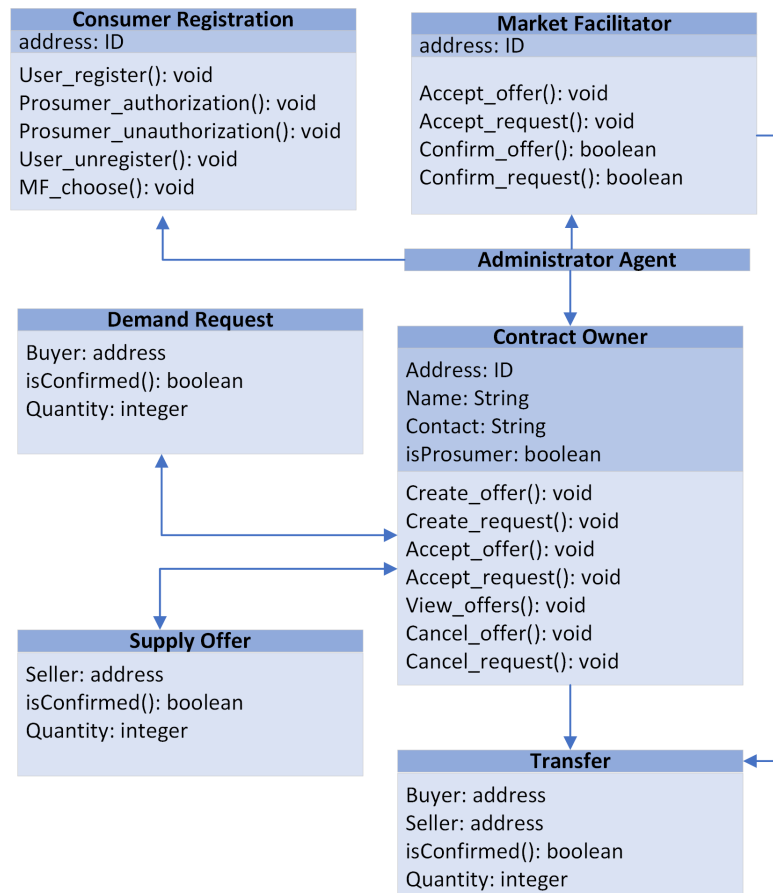 Consumer Registration
address: ID
User_register(): void
Prosumer_authorization(): void
Prosumer_unauthorization(): void
User_unregister(): void
MF_choose(): void
Market Facilitator
address: ID
Accept_offer(): void
Accept_request(): void
Confirm_offer(): boolean
Confirm_request(): boolean
Administrator Agent
Demand Request
Buyer: address
isConfirmed(): boolean
Quantity: integer
Contract Owner
Address: ID
Name: String
Contact: String
isProsumer: boolean
Create_offer(): void
Create_request(): void
Accept_offer(): void
Accept_request(): void
View_offers(): void
Cancel_offer(): void
Cancel_request(): void
Supply Offer
Seller: address
isConfirmed(): boolean
Quantity: integer
Transfer
Buyer: address
Seller: address
isConfirmed(): boolean
Quantity: integer